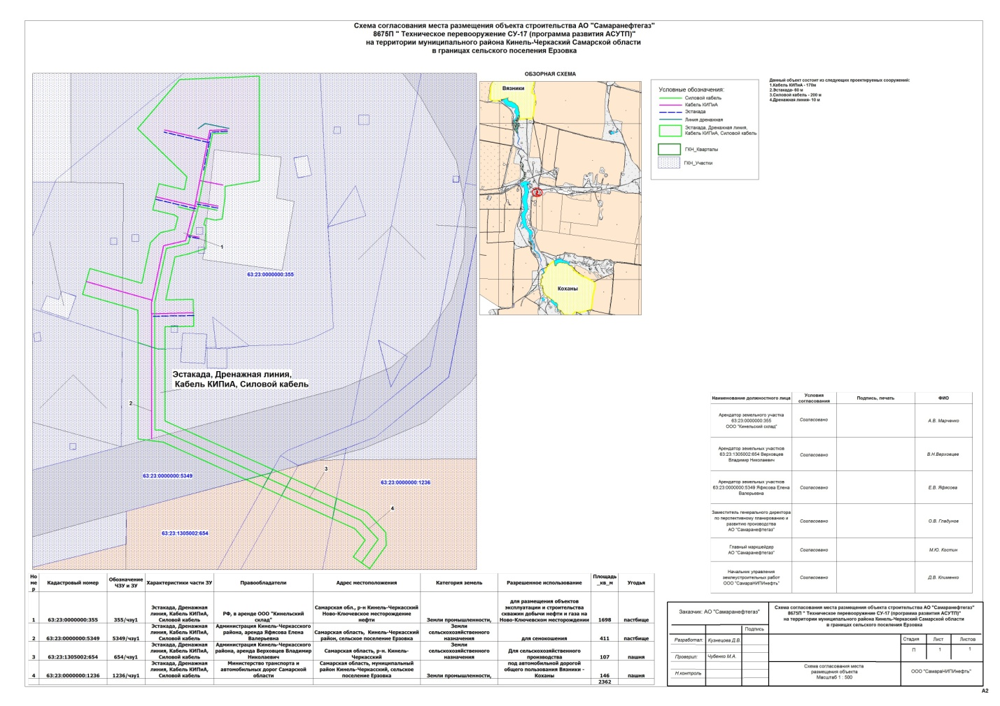 Схема согласования места размещения объекта строительства АО "Самаранефтегаз"
8675П " Техническое перевооружение СУ-17 (программа развития АСУТП)"
на территории муниципального района Кинель-Черкаский Самарской области
в границах сельского поселения Ерзовка
ОБЗОРНАЯ СХЕМА
Вязники
Коханы
Условные обозначения:
Силовой кабель
Кабель КИПиА
Эстакада
Линия дренажная
Эстакада, Дренажная линия,
Кабель КИПиА, Силовой кабель
ГКН_Кварталы
ГКН_Участки
Данный объект состоит из следующих проектируемых сооружений:
1.Кабель КИПиА - 170м
2.Эстакада- 60 м
3.Силовой кабель - 200 м
4.Дренажная линия- 10 м
1
63:23:0000000:355
Эстакада, Дренажная линия,
Кабель КИПиА, Силовой кабель
2
63:23:0000000:5349
3
63:23:0000000:1236
4
63:23:1305002:654
Наименование должностного лица
Условия
согласования
Подпись, печать
ФИО
Арендатор земельного участка
63:23:0000000:355
ООО "Кинельский склад"
Согласовано
А.В. Марченко
Арендатор земельных участков
63:23:1305002:654 Верховцев
Владимир Николаевич
Согласовано
В.Н.Верховцев
Арендатор земельных участков
63:23:0000000:5349 Яфясова Елена
Валерьевна
Согласовано
Е.В. Яфясова
Заместитель генерального директора
по перспективному планированию и
развитию производства
АО "Самаранефтегаз"
Согласовано
О.В. Гладунов
Главный маркшейдер
АО "Самаранефтегаз"
Согласовано
М.Ю. Костин
Начальник управления
землеустроительных работ
ООО "СамараНИПИнефть"
Согласовано
Д.В. Клименко
Но
ме
р
Кадастровый номер
Обозначение
ЧЗУ и ЗУ
Характеристики части ЗУ
Правообладатели
Адрес местоположения
Категория земель
Разрешенное использование
Площадь
_кв_м
Угодья
1
63:23:0000000:355
355/чзу1
Эстакада, Дренажная
линия, Кабель КИПиА,
Силовой кабель
РФ, в аренде ООО "Кинельский
склад"
Самарская обл., р-н Кинель-Черкасский
Ново-Ключевское месторождение
нефти
Земли промышленности,
для размещения объектов
эксплуатации и строительства
скважин добычи нефти и газа на
Ново-Ключевском месторождении
1698
пастбище
2
63:23:0000000:5349
5349/чзу1
Эстакада, Дренажная
линия, Кабель КИПиА,
Силовой кабель
Администрация Кинель-Черкасского
района, аренда Яфясова Елена
Валерьевна
Самарская область, Кинель-Черкасский
район, сельское поселение Ерзовка
Земли
сельскохозяйственного
назначения
для сенокошения
411
пастбище
3
63:23:1305002:654
654/чзу1
Эстакада, Дренажная
линия, Кабель КИПиА,
Силовой кабель
Администрация Кинель-Черкасского
района, аренда Верховцев Владимир
Николаевич
Самарская область, р-н. Кинель-
Черкасский
Земли
сельскохозяйственного
назначения
Для сельскохозяйственного
производства
107
пашня
4
63:23:0000000:1236
1236/чзу1
Эстакада, Дренажная
линия, Кабель КИПиА,
Силовой кабель
Министерство транспорта и
автомобильных дорог Самарской
области
Самарская область, муниципальный
район Кинель-Черкасский, сельское
поселение Ерзовка
Земли промышленности,
под автомобильной дорогой
общего пользования Вязники -
Коханы
146
пашня
2362
Заказчик: АО "Самаранефтегаз"
Схема согласования места размещения объекта строительства АО "Самаранефтегаз"
8675П " Техническое перевооружение СУ-17 (программа развития АСУТП)"
на территории муниципального района Кинель-Черкаский Самарской области
в границах сельского поселения Ерзовка
Подпись
Разработал:
Кузнецова Д.В.
Проверил:
Чубенко М.А.
Н.контроль
Стадия
Лист
Листов
П
1
1
Схема согласования места
размещения объекта
Масштаб 1 : 500
ООО "СамараНИПИнефть"
А2